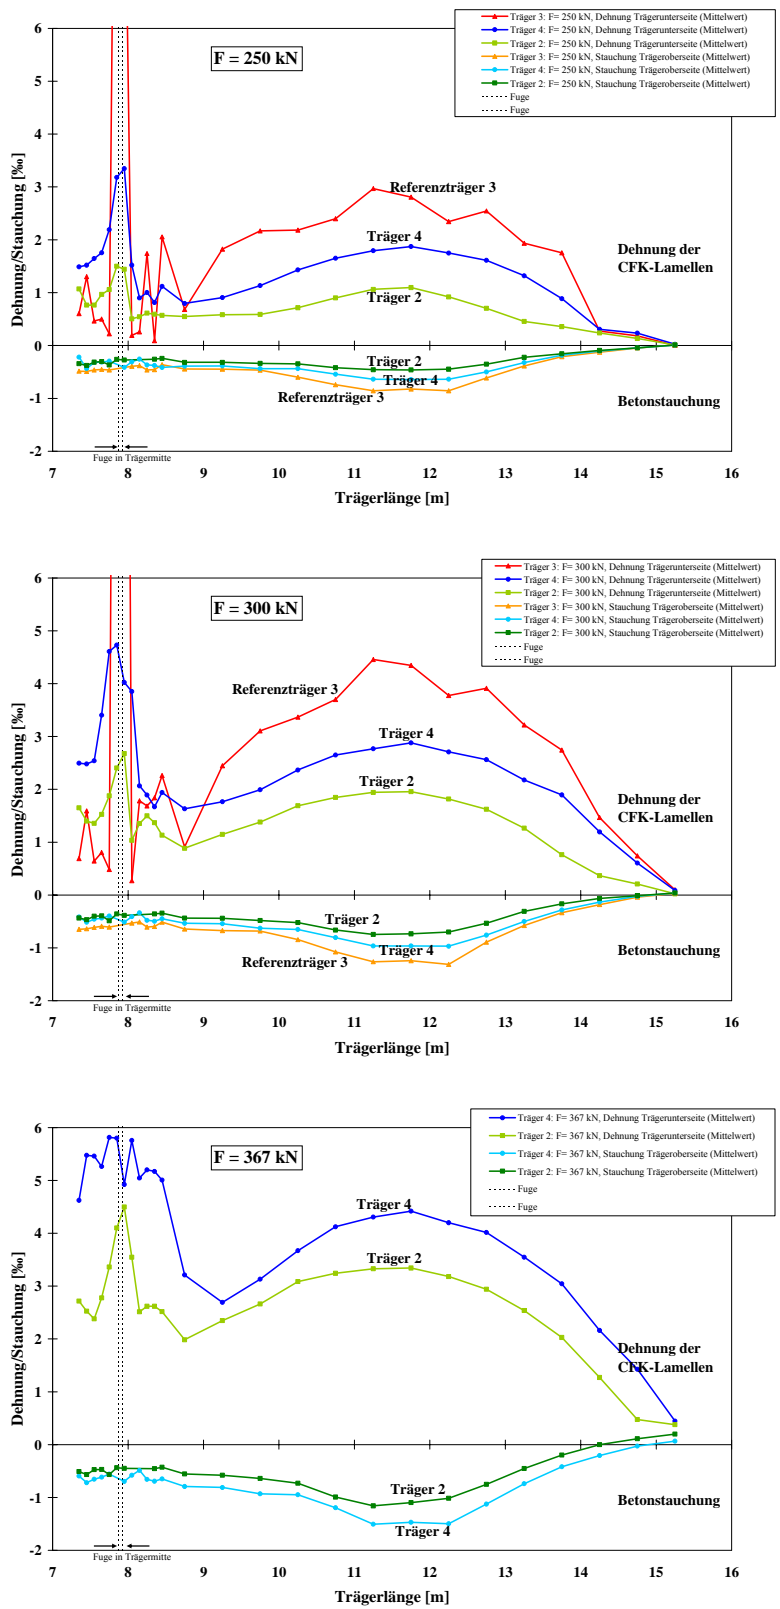 Träger 3: F= 250 kN, Dehnung Trägerunterseite (Mittelwert)
Träger 4: F= 250 kN, Dehnung Trägerunterseite (Mittelwert)
Träger 2: F= 250 kN, Dehnung Trägerunterseite (Mittelwert)
Träger 3: F= 250 kN, Stauchung Trägeroberseite (Mittelwert)
Träger 4: F= 250 kN, Stauchung Trägeroberseite (Mittelwert)
Träger 2: F= 250 kN, Stauchung Trägeroberseite (Mittelwert)
Fuge
Fuge
F = 250 kN
Dehnung/Stauchung [‰]
6
5
4
3
2
1
0
-1
-2
Referenzträger 3
Träger 4
Träger 2
Dehnung der
CFK-Lamellen
Träger 2
Träger 4
Referenzträger 3
Betonstauchung
Fuge in Trägermitte
7 8 9 10 11 12 13 14 15 16
Trägerlänge [m]
Träger 3: F= 300 kN, Dehnung Trägerunterseite (Mittelwert)
Träger 4: F= 300 kN, Dehnung Trägerunterseite (Mittelwert)
Träger 2: F= 300 kN, Dehnung Trägerunterseite (Mittelwert)
Träger 3: F= 300 kN, Stauchung Trägeroberseite (Mittelwert)
Träger 4: F= 300 kN, Stauchung Trägeroberseite (Mittelwert)
Träger 2: F= 300 kN, Stauchung Trägeroberseite (Mittelwert)
Fuge
Fuge
F = 300 kN
Dehnung/Stauchung [‰]
6
5
4
3
2
1
0
-1
-2
Referenzträger 3
Träger 4
Träger 2
Dehnung der
CFK-Lamellen
Träger 2
Träger 4
Referenzträger 3
Betonstauchung
Fuge in Trägermitte
7 8 9 10 11 12 13 14 15 16
Trägerlänge [m]
Träger 4: F= 367 kN, Dehnung Trägerunterseite (Mittelwert)
Träger 2: F= 367 kN, Dehnung Trägerunterseite (Mittelwert)
Träger 4: F= 367 kN, Stauchung Trägeroberseite (Mittelwert)
Träger 2: F= 367 kN, Stauchung Trägeroberseite (Mittelwert)
Fuge
Fuge
F = 367 kN
Dehnung/Stauchung [‰]
6
5
4
3
2
1
0
-1
-2
Träger 4
Träger 2
Dehnung der
CFK-Lamellen
Träger 2
Träger 4
Betonstauchung
Fuge in Trägermitte
7 8 9 10 11 12 13 14 15 16
Trägerlänge [m]